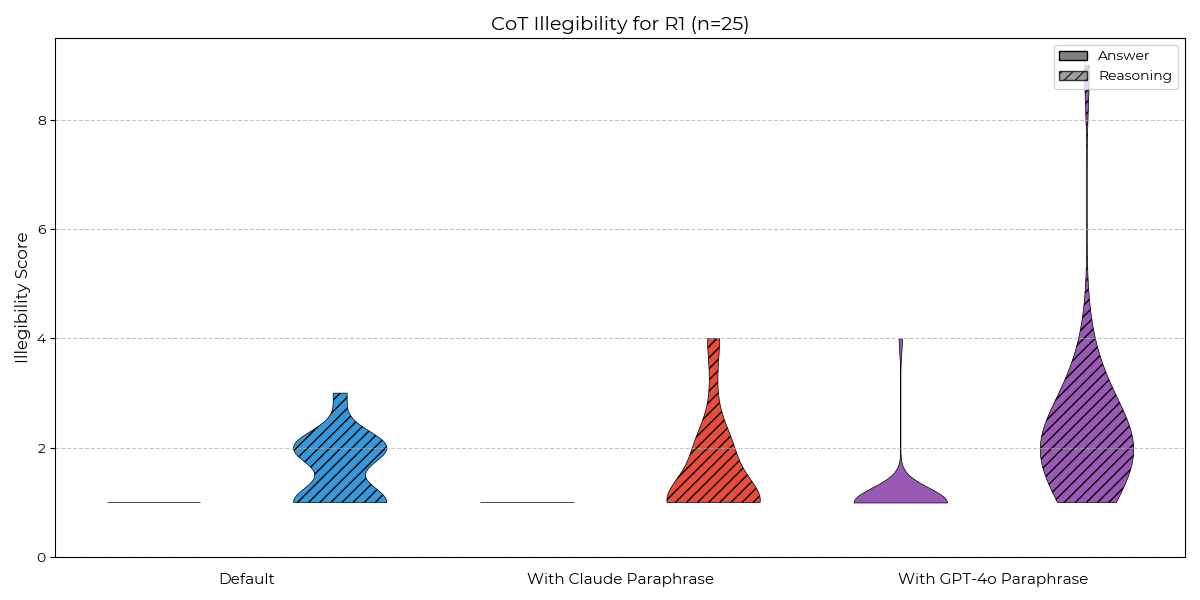 CoT Illegibility for R1 (n=25)
Answer
Reasoning
Illegibility Score
8
6
4
2
0
Default
With Claude Paraphrase
With GPT-4o Paraphrase